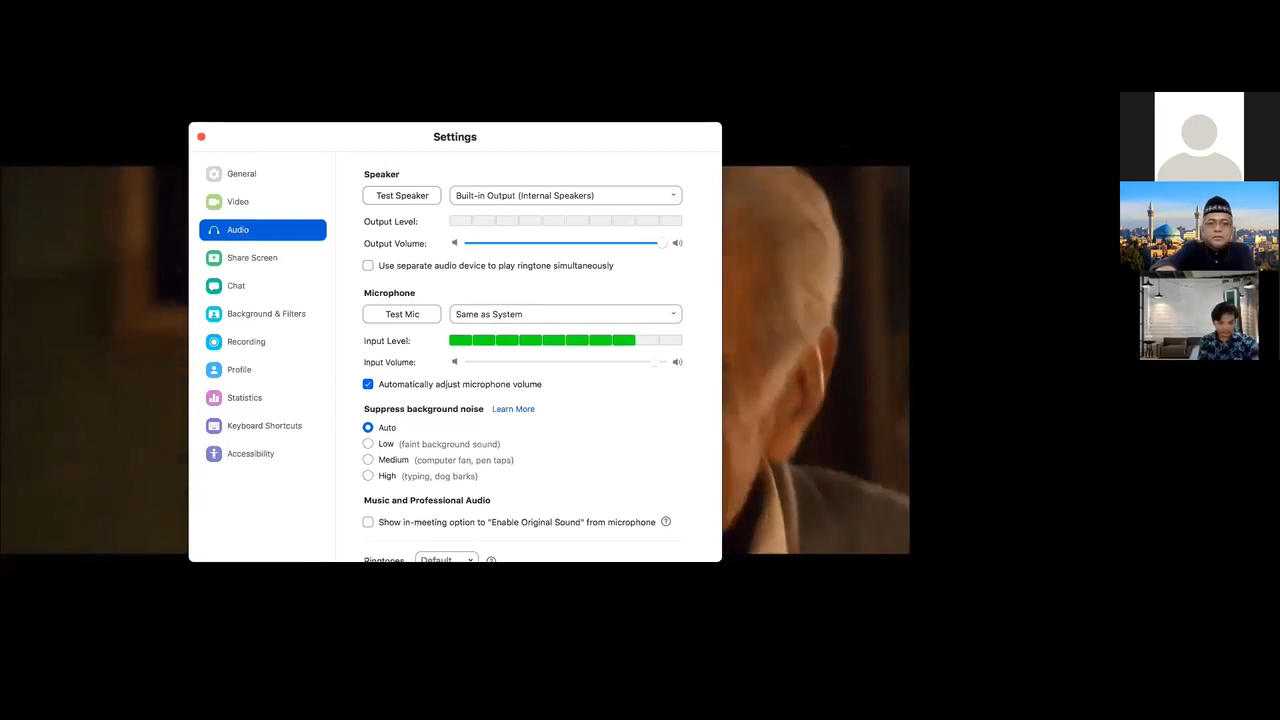 Settings
General
Video
Audio
Share Screen
Chat
Background & Filters
Recording
Profile
Statistics
Keyboard Shortcuts
Accessibility
Speaker
Test Speaker
Built-in Output (Internal Speakers)
Output Level:
Output Volume:
Use separate audio device to play ringtone simultaneously
Microphone
Test Mic
Same as System
Input Level:
Input Volume:
Automatically adjust microphone volume
Suppress background noise Learn More
Auto
Low (faint background sound)
Medium (computer fan, pen taps)
High (typing, dog barks)
Music and Professional Audio
Show in-meeting option to "Enable Original Sound" from microphone ?
Ringtones Default ?